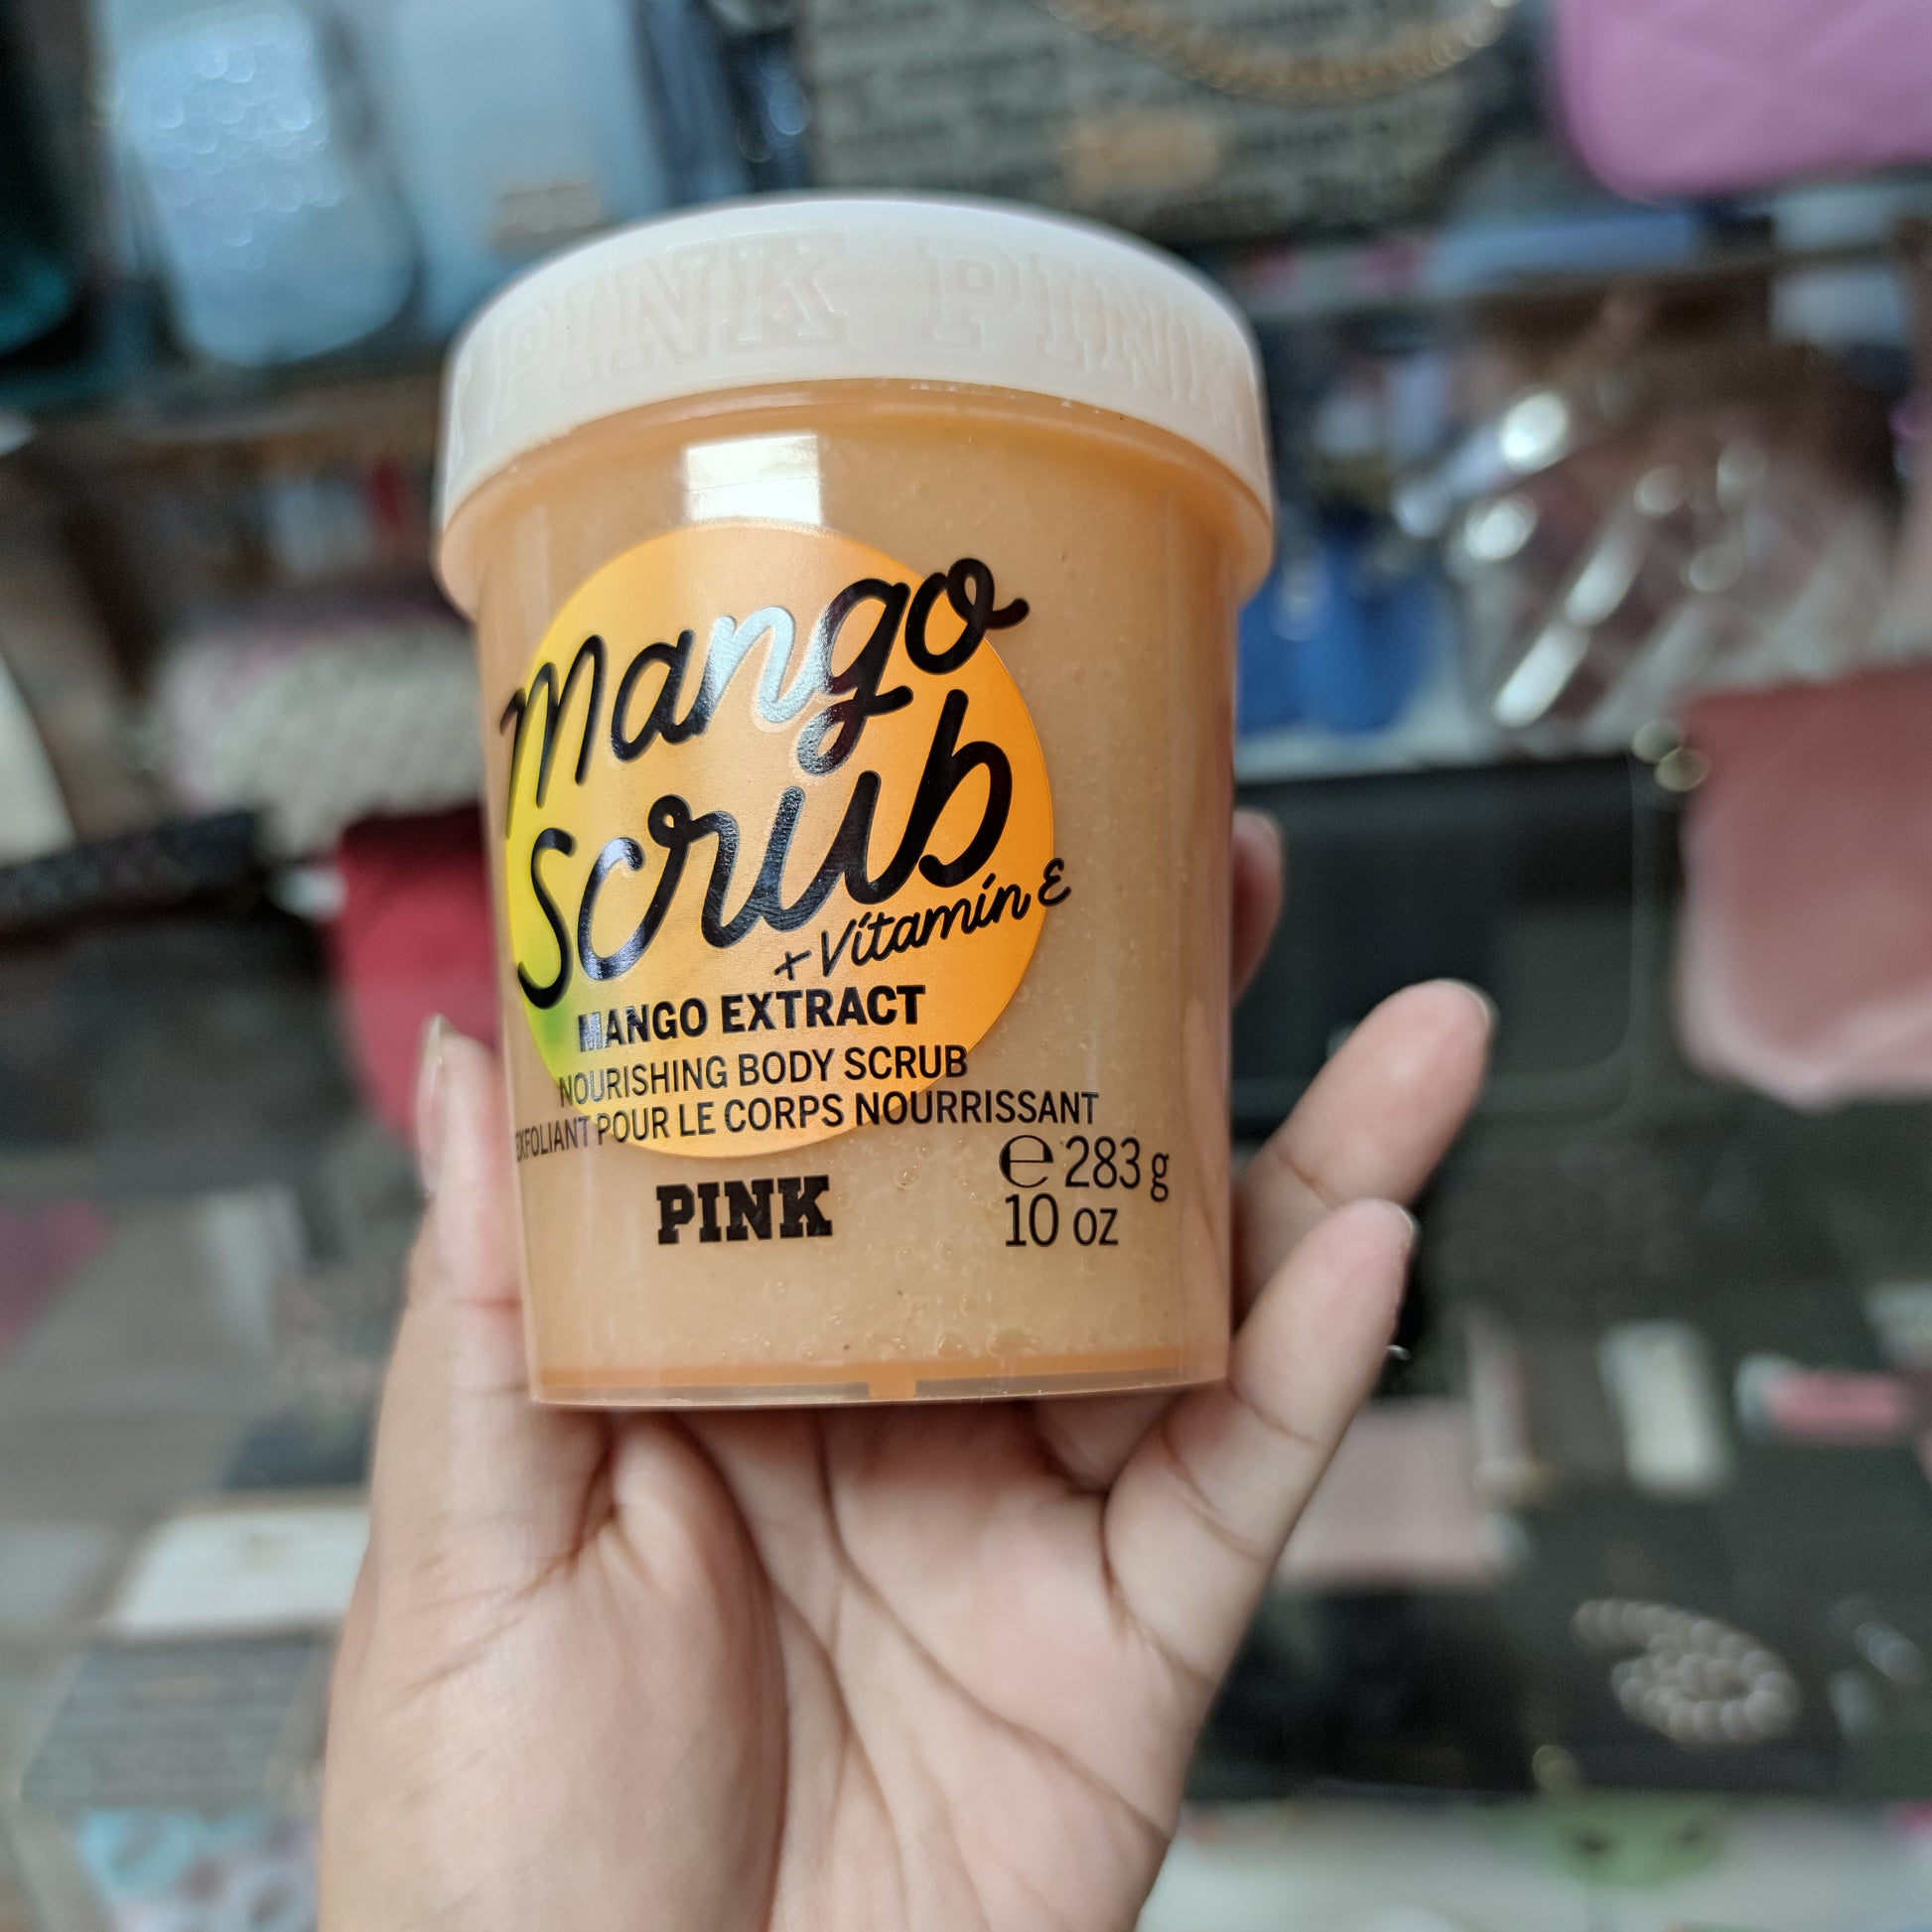 PINK PINK
Mango
Scrub
+ Vitamin E
MANGO EXTRACT
NOURISHING BODY SCRUB
EXFOLIANT POUR LE CORPS NOURRISSANT
PINK
℮ 283 g
10 oz